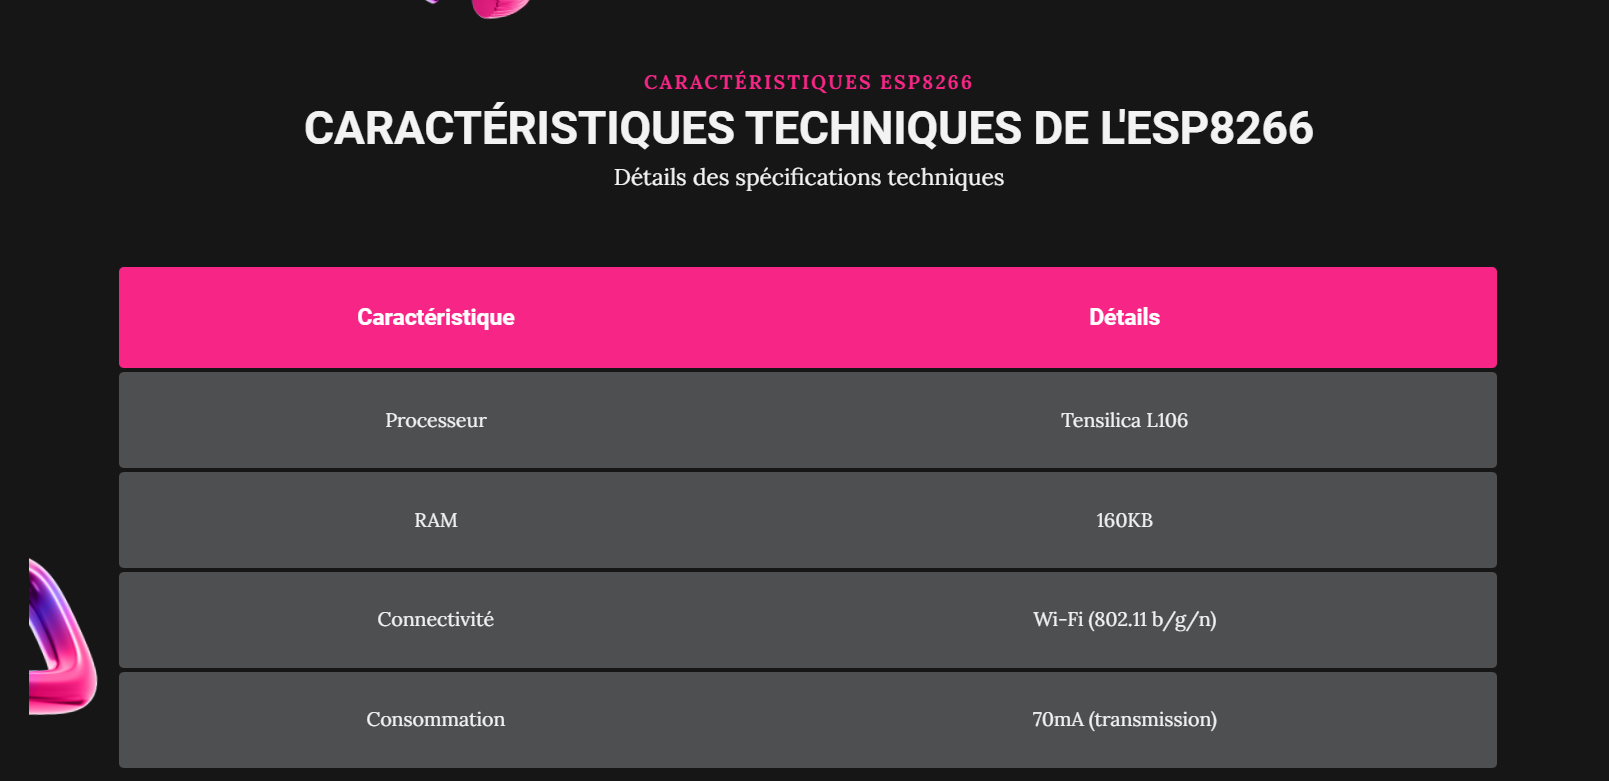 CARACTÉRISTIQUES ESP8266
CARACTÉRISTIQUES TECHNIQUES DE L'ESP8266
Détails des spécifications techniques
Caractéristique Détails
Processeur Tensilica L106
RAM 160KB
Connectivité Wi-Fi (802.11 b/g/n)
Consommation 70mA (transmission)